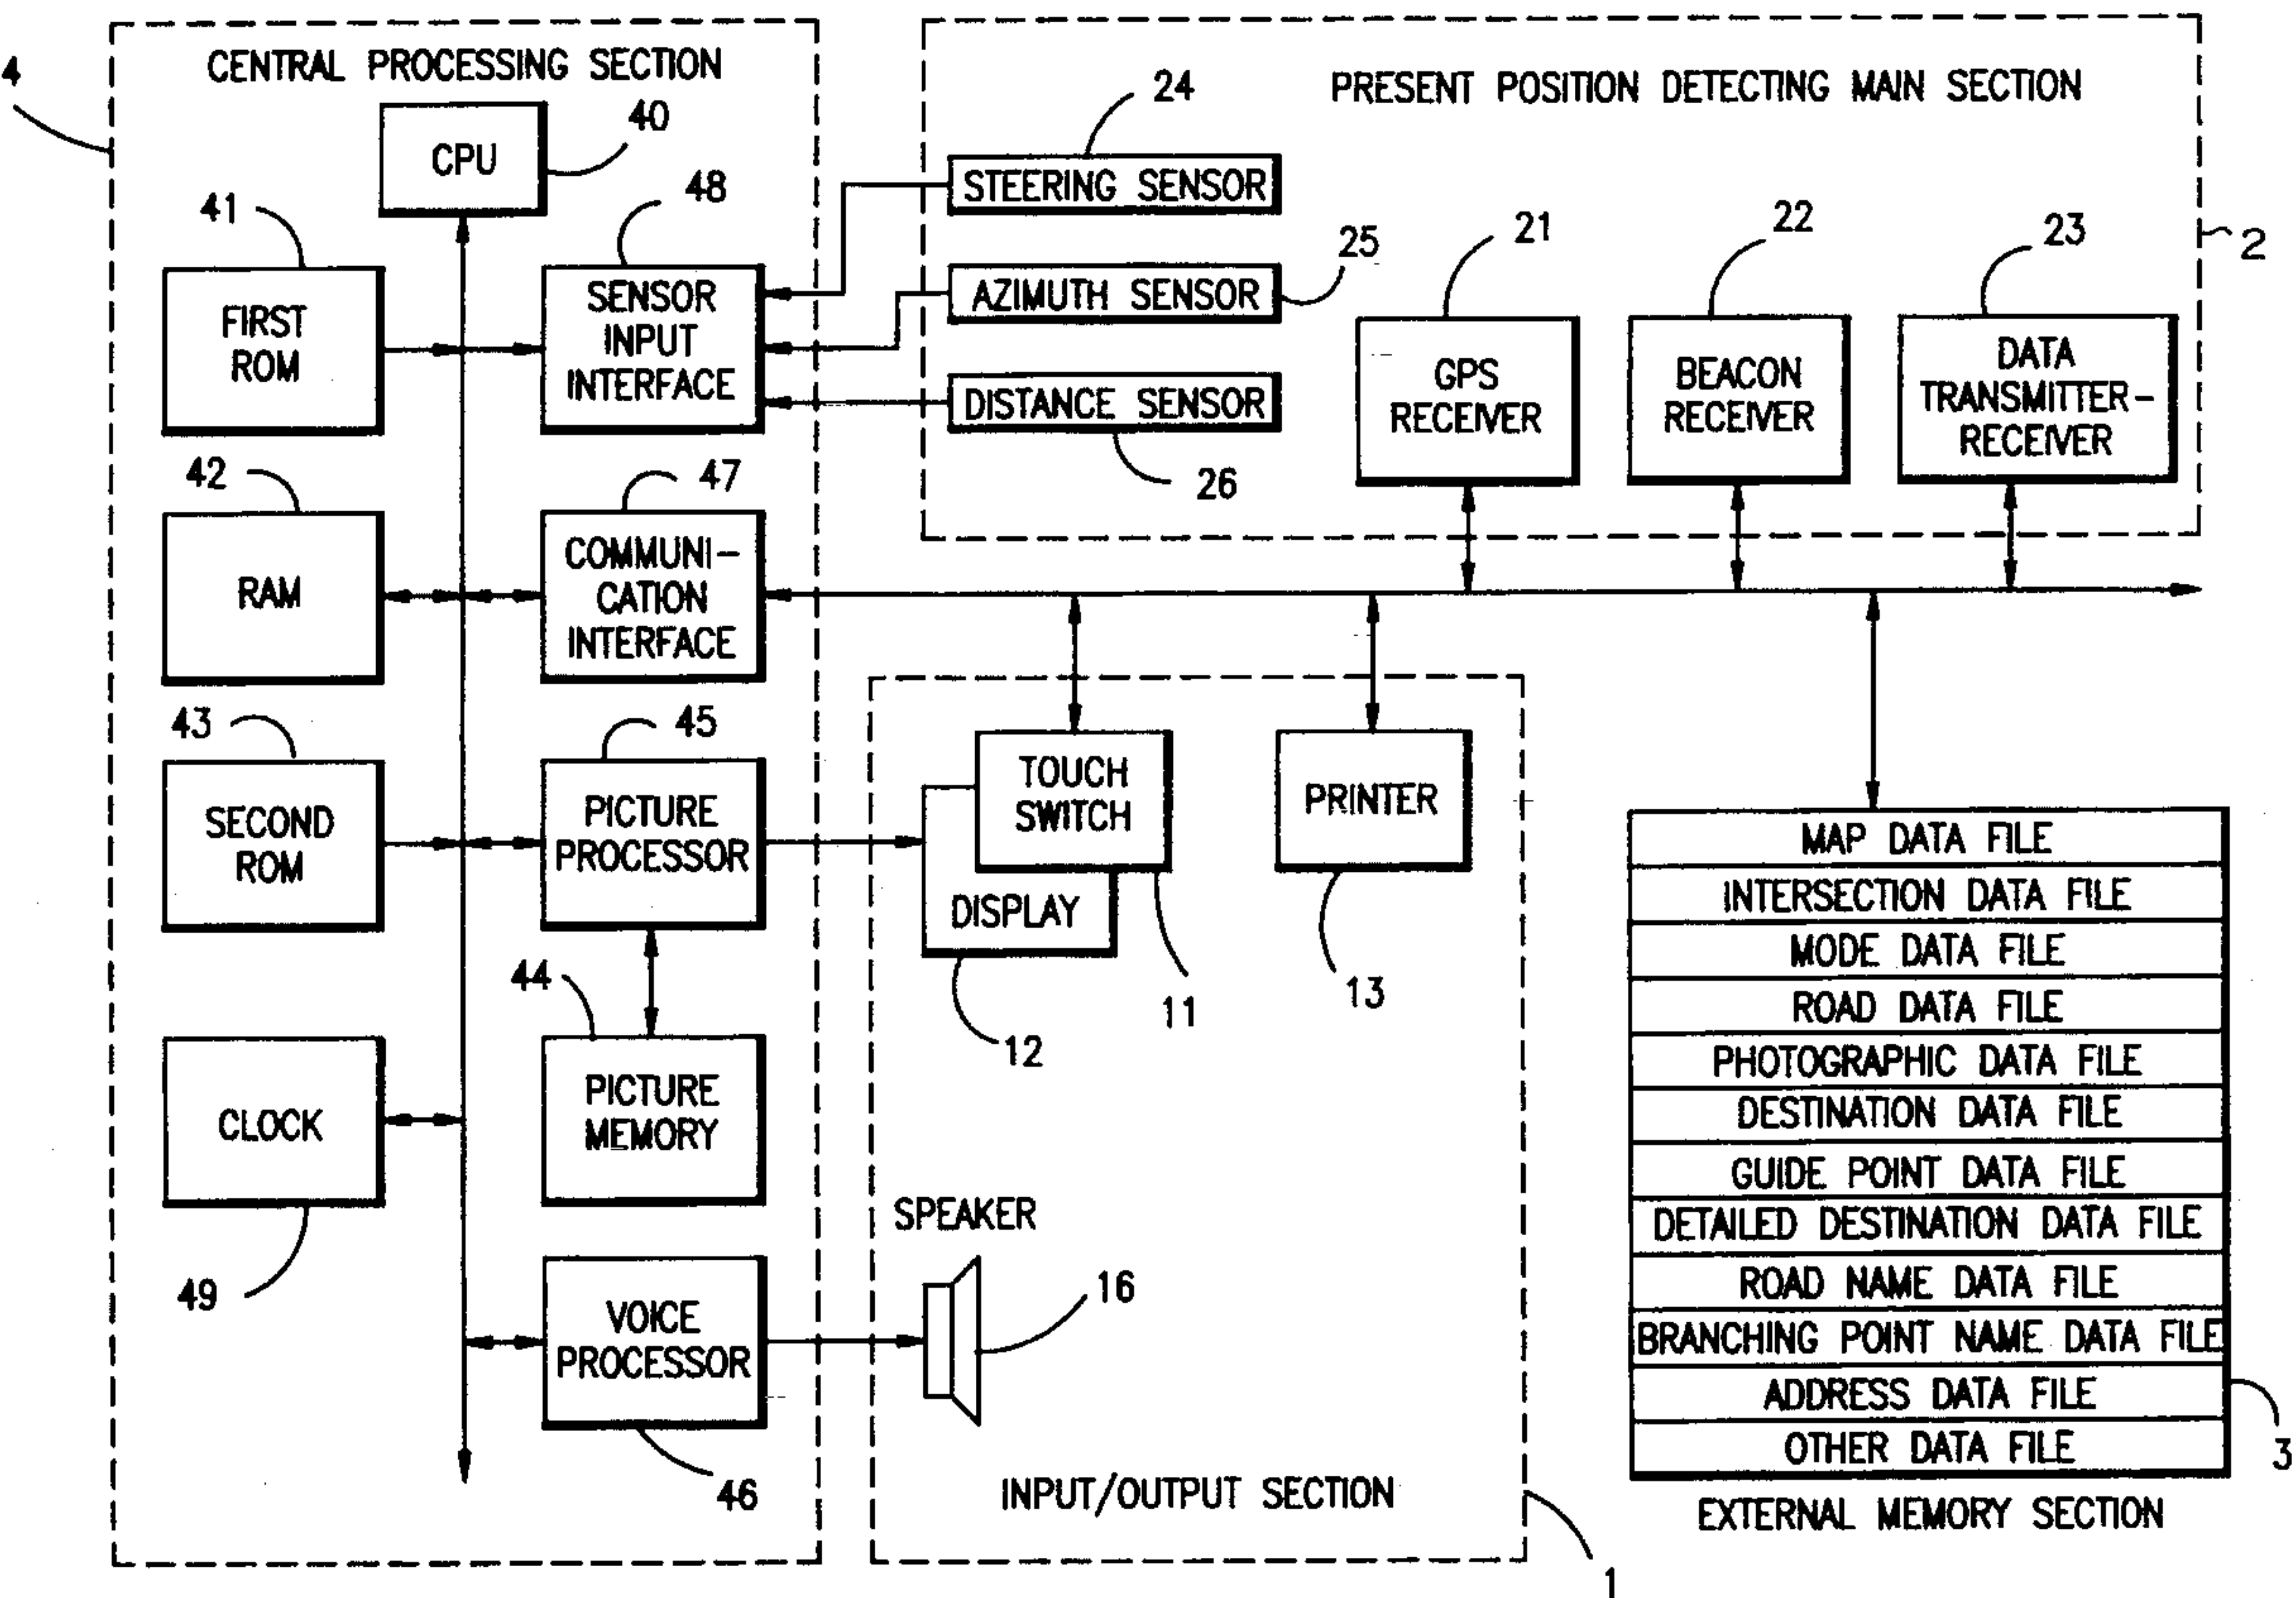 4
CENTRAL PROCESSING SECTION
CPU
40
41
FIRST
ROM
48
SENSOR
INPUT
INTERFACE
42
RAM
47
COMMUNI-
CATION
INTERFACE
43
SECOND
ROM
45
PICTURE
PROCESSOR
44
PICTURE
MEMORY
CLOCK
49
VOICE
PROCESSOR
46
PRESENT POSITION DETECTING MAIN SECTION
24
STEERING SENSOR
25
AZIMUTH SENSOR
DISTANCE SENSOR
26
21
GPS
RECEIVER
22
BEACON
RECEIVER
23
DATA
TRANSMITTER-
RECEIVER
2
TOUCH
SWITCH
DISPLAY
11
12
PRINTER
13
SPEAKER
16
INPUT/OUTPUT SECTION
1
MAP DATA FILE
INTERSECTION DATA FILE
MODE DATA FILE
ROAD DATA FILE
PHOTOGRAPHIC DATA FILE
DESTINATION DATA FILE
GUIDE POINT DATA FILE
DETAILED DESTINATION DATA FILE
ROAD NAME DATA FILE
BRANCHING POINT NAME DATA FILE
ADDRESS DATA FILE
OTHER DATA FILE
3
EXTERNAL MEMORY SECTION